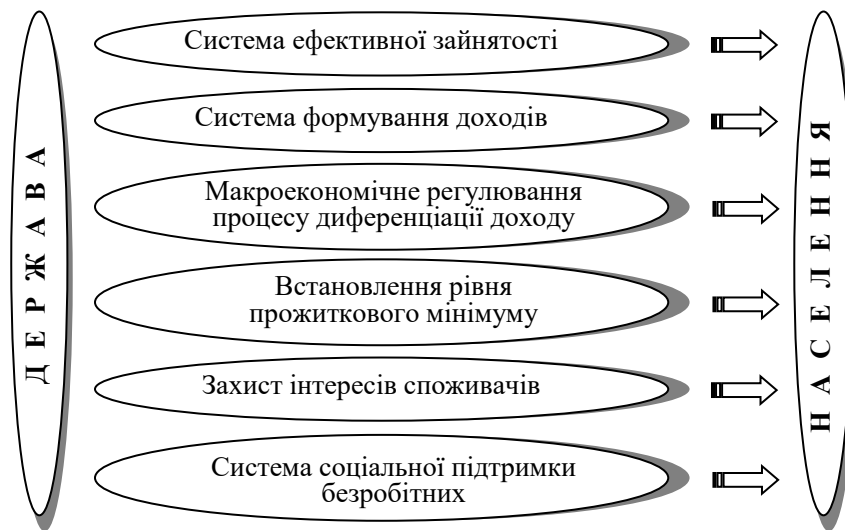 ДЕРЖАВА
Система ефективної зайнятості
Система формування доходів
Макроекономічне регулювання
процесу диференціації доходу
Встановлення рівня
прожиткового мінімуму
Захист інтересів споживачів
Система соціальної підтримки
безробітних
НАСЕЛЕННЯ